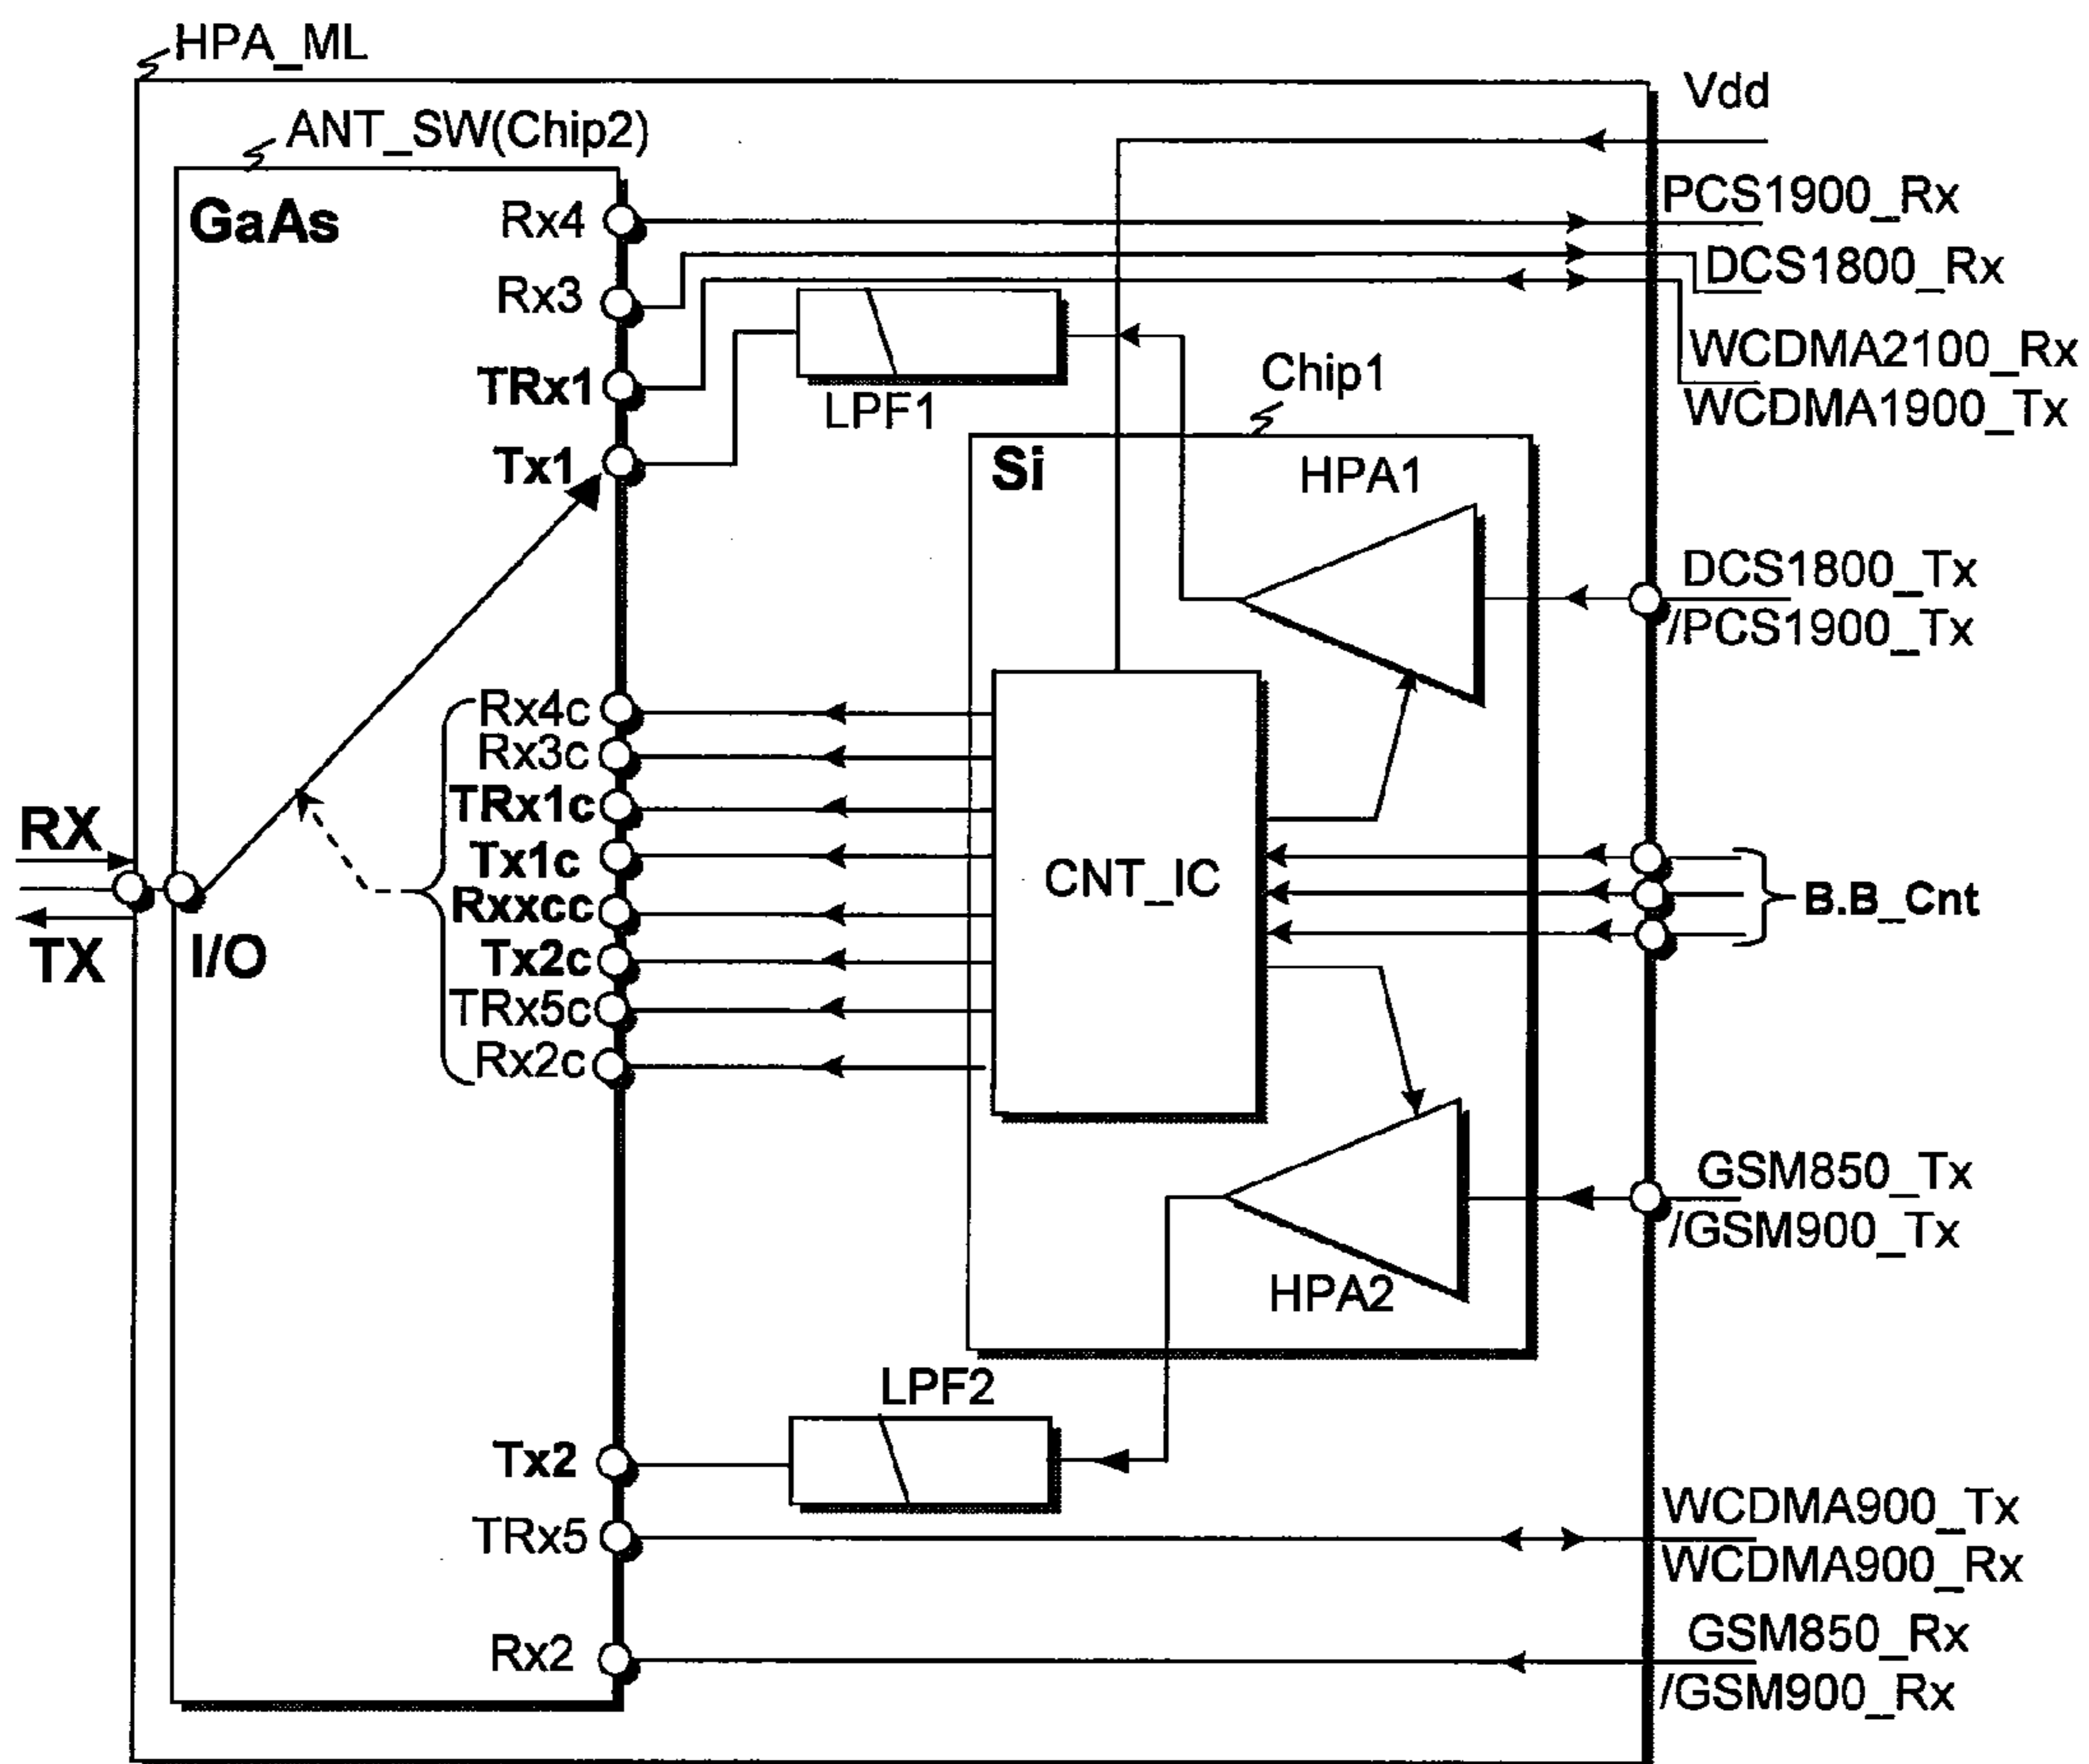 HPA_ML
Vdd
ANT_SW(Chip2)
GaAs
Rx4
PCS1900_Rx
Rx3
DCS1800_Rx
TRx1
LPF1
WCDMA2100_Rx
WCDMA1900_Tx
Chip1
Tx1
Si
HPA1
DCS1800_Tx
/PCS1900_Tx
Rx4c
Rx3c
TRx1c
Tx1c
Rxxcc
Tx2c
TRx5c
Rx2c
RX
TX
I/O
CNT_IC
B.B_Cnt
GSM850_Tx
/GSM900_Tx
HPA2
LPF2
Tx2
TRx5
WCDMA900_Tx
WCDMA900_Rx
Rx2
GSM850_Rx
/GSM900_Rx